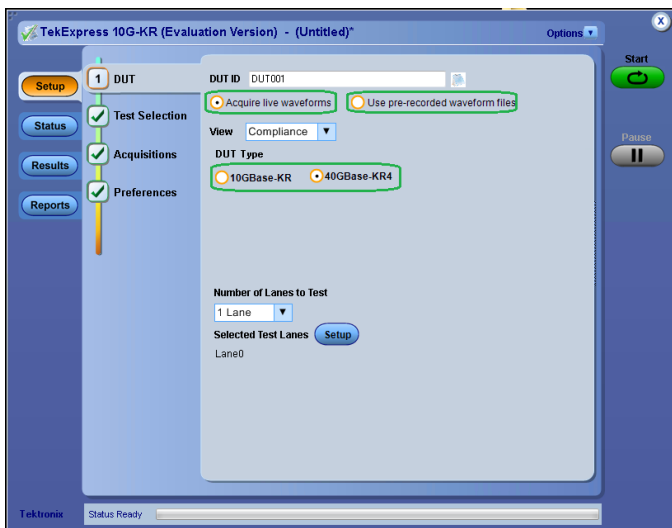 TekExpress 10G-KR (Evaluation Version) - (Untitled)*
Options
x
Start
Setup
Status
Results
Reports
1 DUT
Test Selection
Acquisitions
Preferences
DUT ID DUT001
Acquire live waveforms
Use pre-recorded waveform files
View Compliance
DUT Type
10GBase-KR
40GBase-KR4
Number of Lanes to Test
1 Lane
Selected Test Lanes Setup
Lane0
Pause
Tektronix
Status Ready